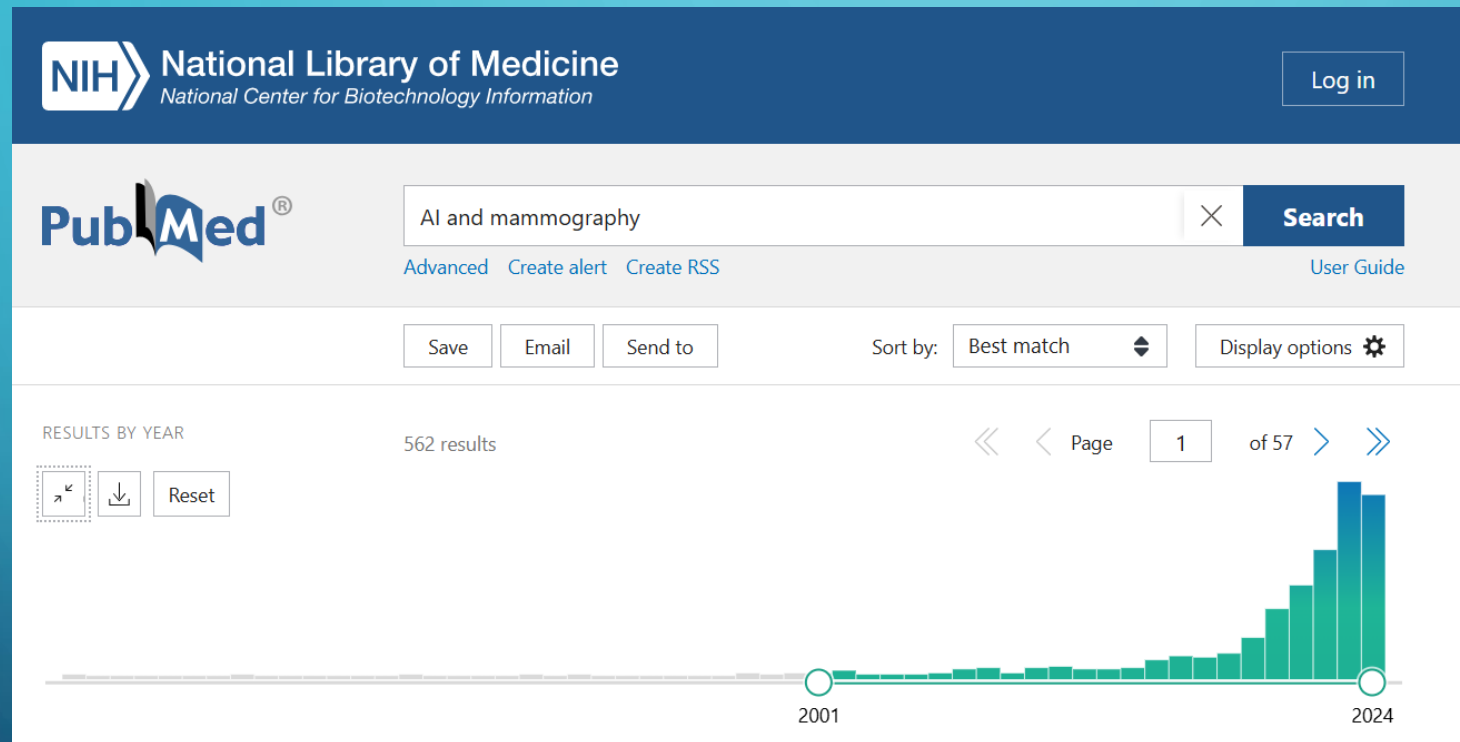 NIH National Library of Medicine
National Center for Biotechnology Information
Log in
PubMed®
AI and mammography
Search
Advanced Create alert Create RSS
User Guide
Save Email Send to
Sort by: Best match
Display options
RESULTS BY YEAR
562 results
Page 1 of 57
Reset
2001
2024